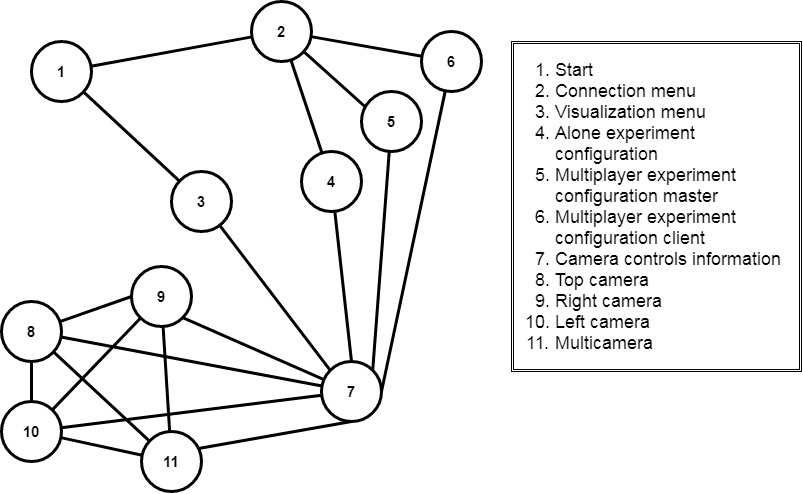 1
2
6
5
4
3
9
8
7
10
11
1. Start
2. Connection menu
3. Visualization menu
4. Alone experiment
configuration
5. Multiplayer experiment
configuration master
6. Multiplayer experiment
configuration client
7. Camera controls information
8. Top camera
9. Right camera
10. Left camera
11. Multicamera